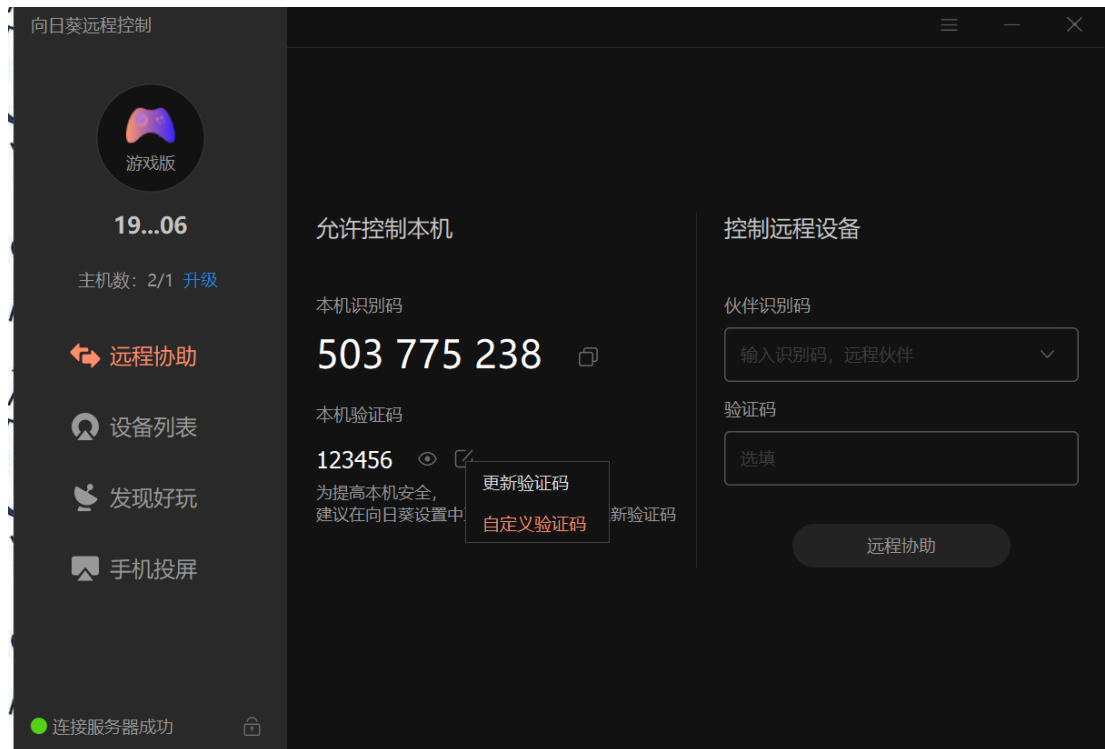 向日葵远程控制
游戏版
19...06
主机数：2/1 升级
远程协助
设备列表
发现好玩
手机投屏
连接服务器成功
允许控制本机
本机识别码
503 775 238
本机验证码
123456
为提高本机安全，
建议在向日葵设置中
新验证码
更新验证码
自定义验证码
控制远程设备
伙伴识别码
输入识别码，远程伙伴
验证码
选填
远程协助